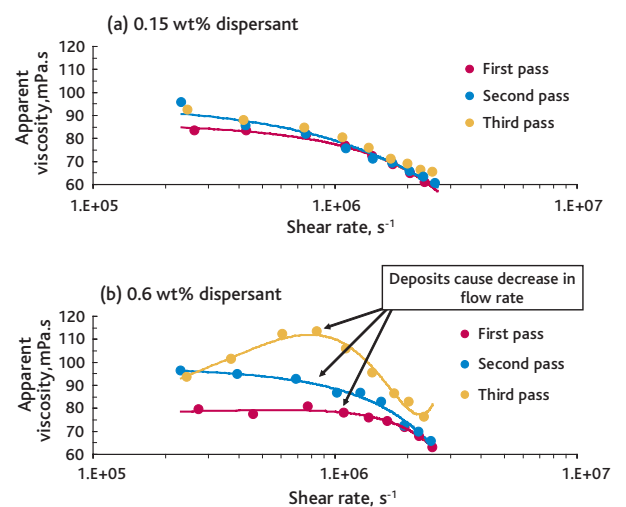 (a) 0.15 wt% dispersant
Apparent
viscosity,mPa.s
120
110
100
90
80
70
60
1.E+05
1.E+06
1.E+07
Shear rate, s-1
First pass
Second pass
Third pass
(b) 0.6 wt% dispersant
Deposits cause decrease in
flow rate
Apparent
viscosity,mPa.s
120
110
100
90
80
70
60
1.E+05
1.E+06
1.E+07
Shear rate, s-1
First pass
Second pass
Third pass